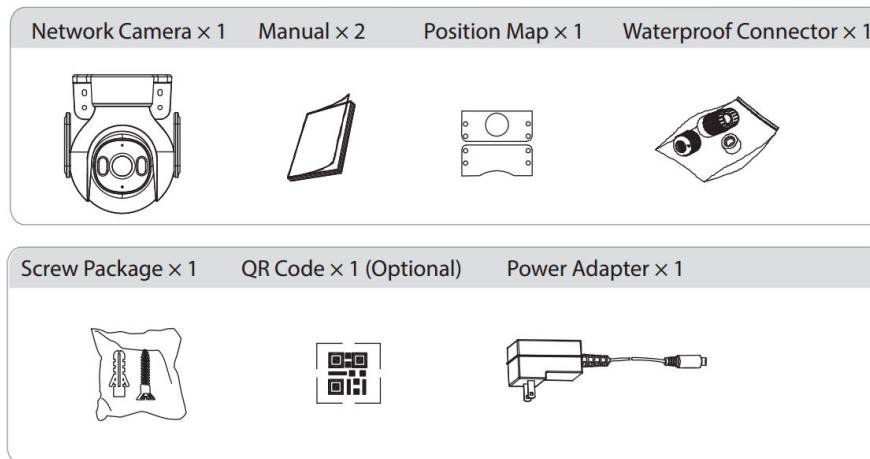 Network Camera × 1 Manual × 2 Position Map × 1 Waterproof Connector × 1
Screw Package × 1 QR Code × 1 (Optional) Power Adapter × 1